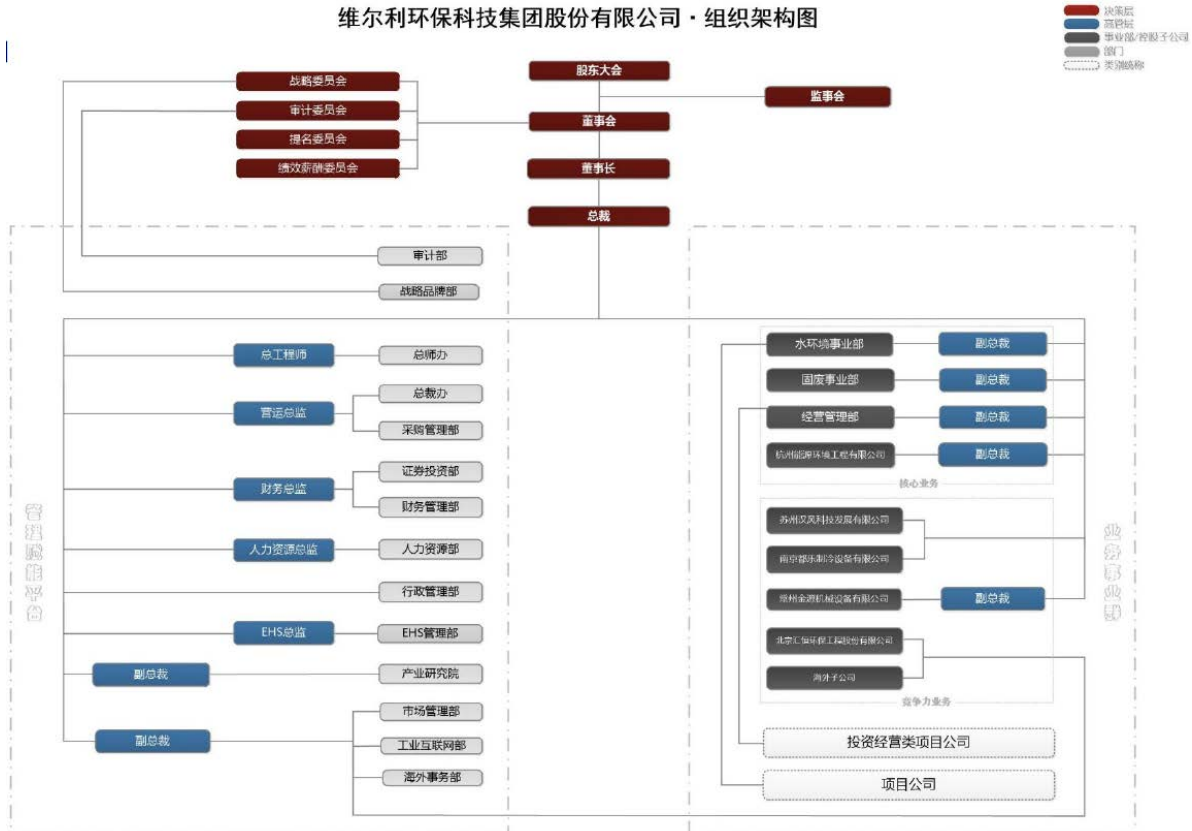 维尔利环保科技集团股份有限公司·组织架构图
决策层
高管层
事业部/控股子公司
部门
类别统称
股东大会
监事会
董事会
董事长
总裁
战略委员会
审计委员会
提名委员会
绩效薪酬委员会
审计部
战略品牌部
管理职能平台
总工程师
总师办
营运总监
总裁办
采购管理部
财务总监
证券投资部
财务管理部
人力资源总监
人力资源部
行政管理部
EHS总监
EHS管理部
副总裁
产业研究院
副总裁
市场管理部
工业互联网部
海外事务部
水环境事业部
副总裁
固废事业部
副总裁
经营管理部
副总裁
杭州能源环境工程有限公司
副总裁
核心业务
苏州汉风科技发展有限公司
南京都乐制冷设备有限公司
常州金源机械设备有限公司
副总裁
北京汇恒环保工程股份有限公司
海外子公司
竞争力业务
投资经营类项目公司
项目公司